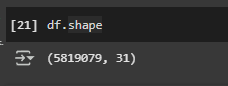 [21] df.shape
(5819079, 31)